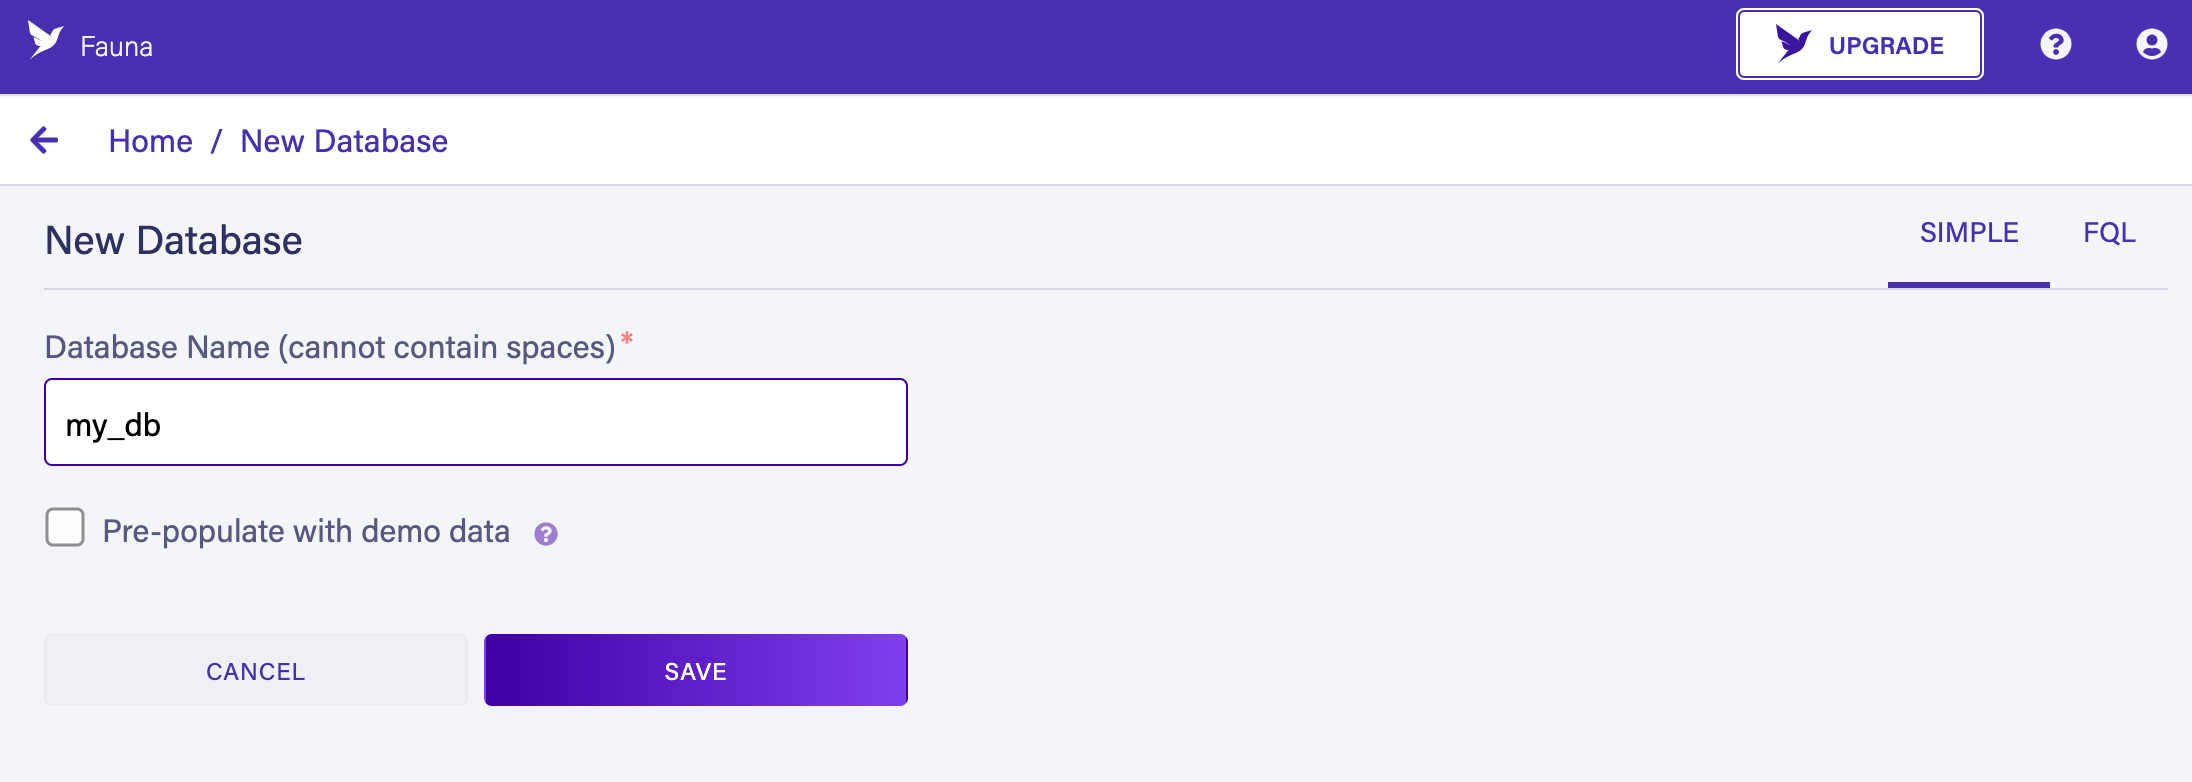 Fauna
UPGRADE
Home / New Database
New Database
SIMPLE FQL
Database Name (cannot contain spaces)*
my_db
Pre-populate with demo data ?
CANCEL SAVE